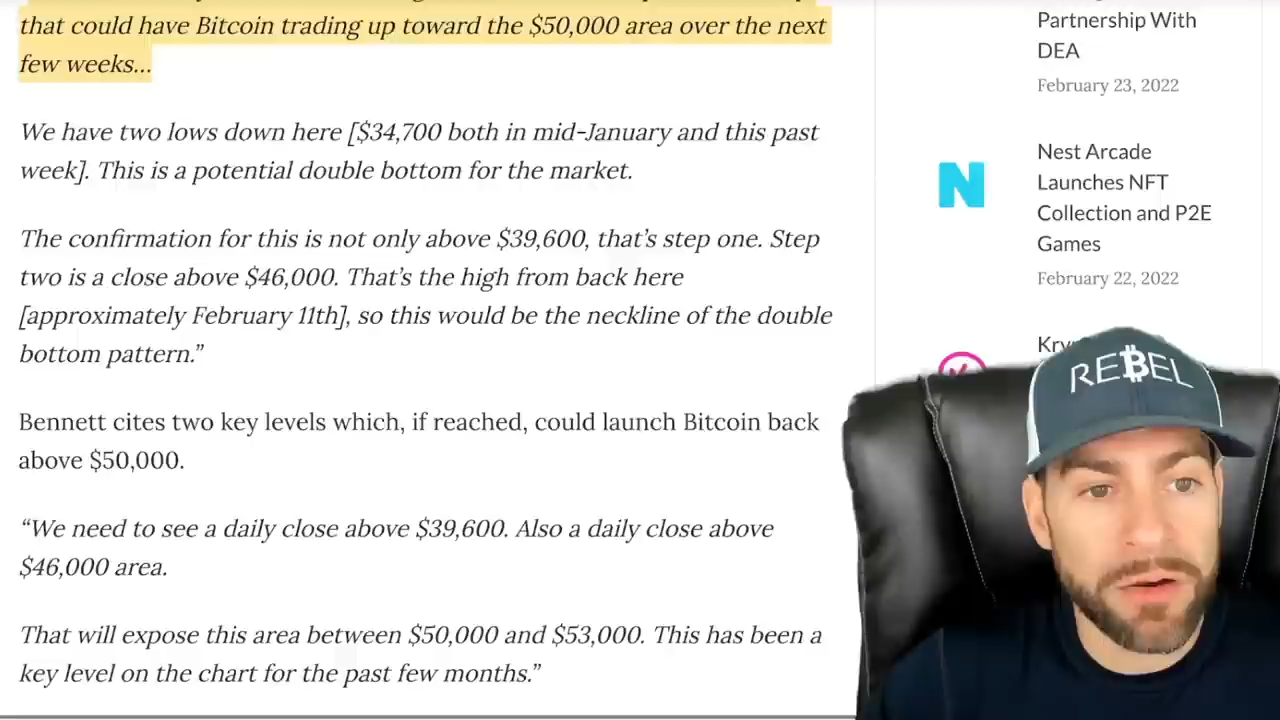 that could have Bitcoin trading up toward the $50,000 area over the next
few weeks…
We have two lows down here [$34,700 both in mid-January and this past
week]. This is a potential double bottom for the market.
The confirmation for this is not only above $39,600, that’s step one. Step
two is a close above $46,000. That’s the high from back here
[approximately February 11th], so this would be the neckline of the double
bottom pattern.”
Bennett cites two key levels which, if reached, could launch Bitcoin back
above $50,000.
“We need to see a daily close above $39,600. Also a daily close above
$46,000 area.
That will expose this area between $50,000 and $53,000. This has been a
key level on the chart for the past few months.”
Partnership With
DEA
February 23, 2022
N
Nest Arcade
Launches NFT
Collection and P2E
Games
February 22, 2022
RE₿EL